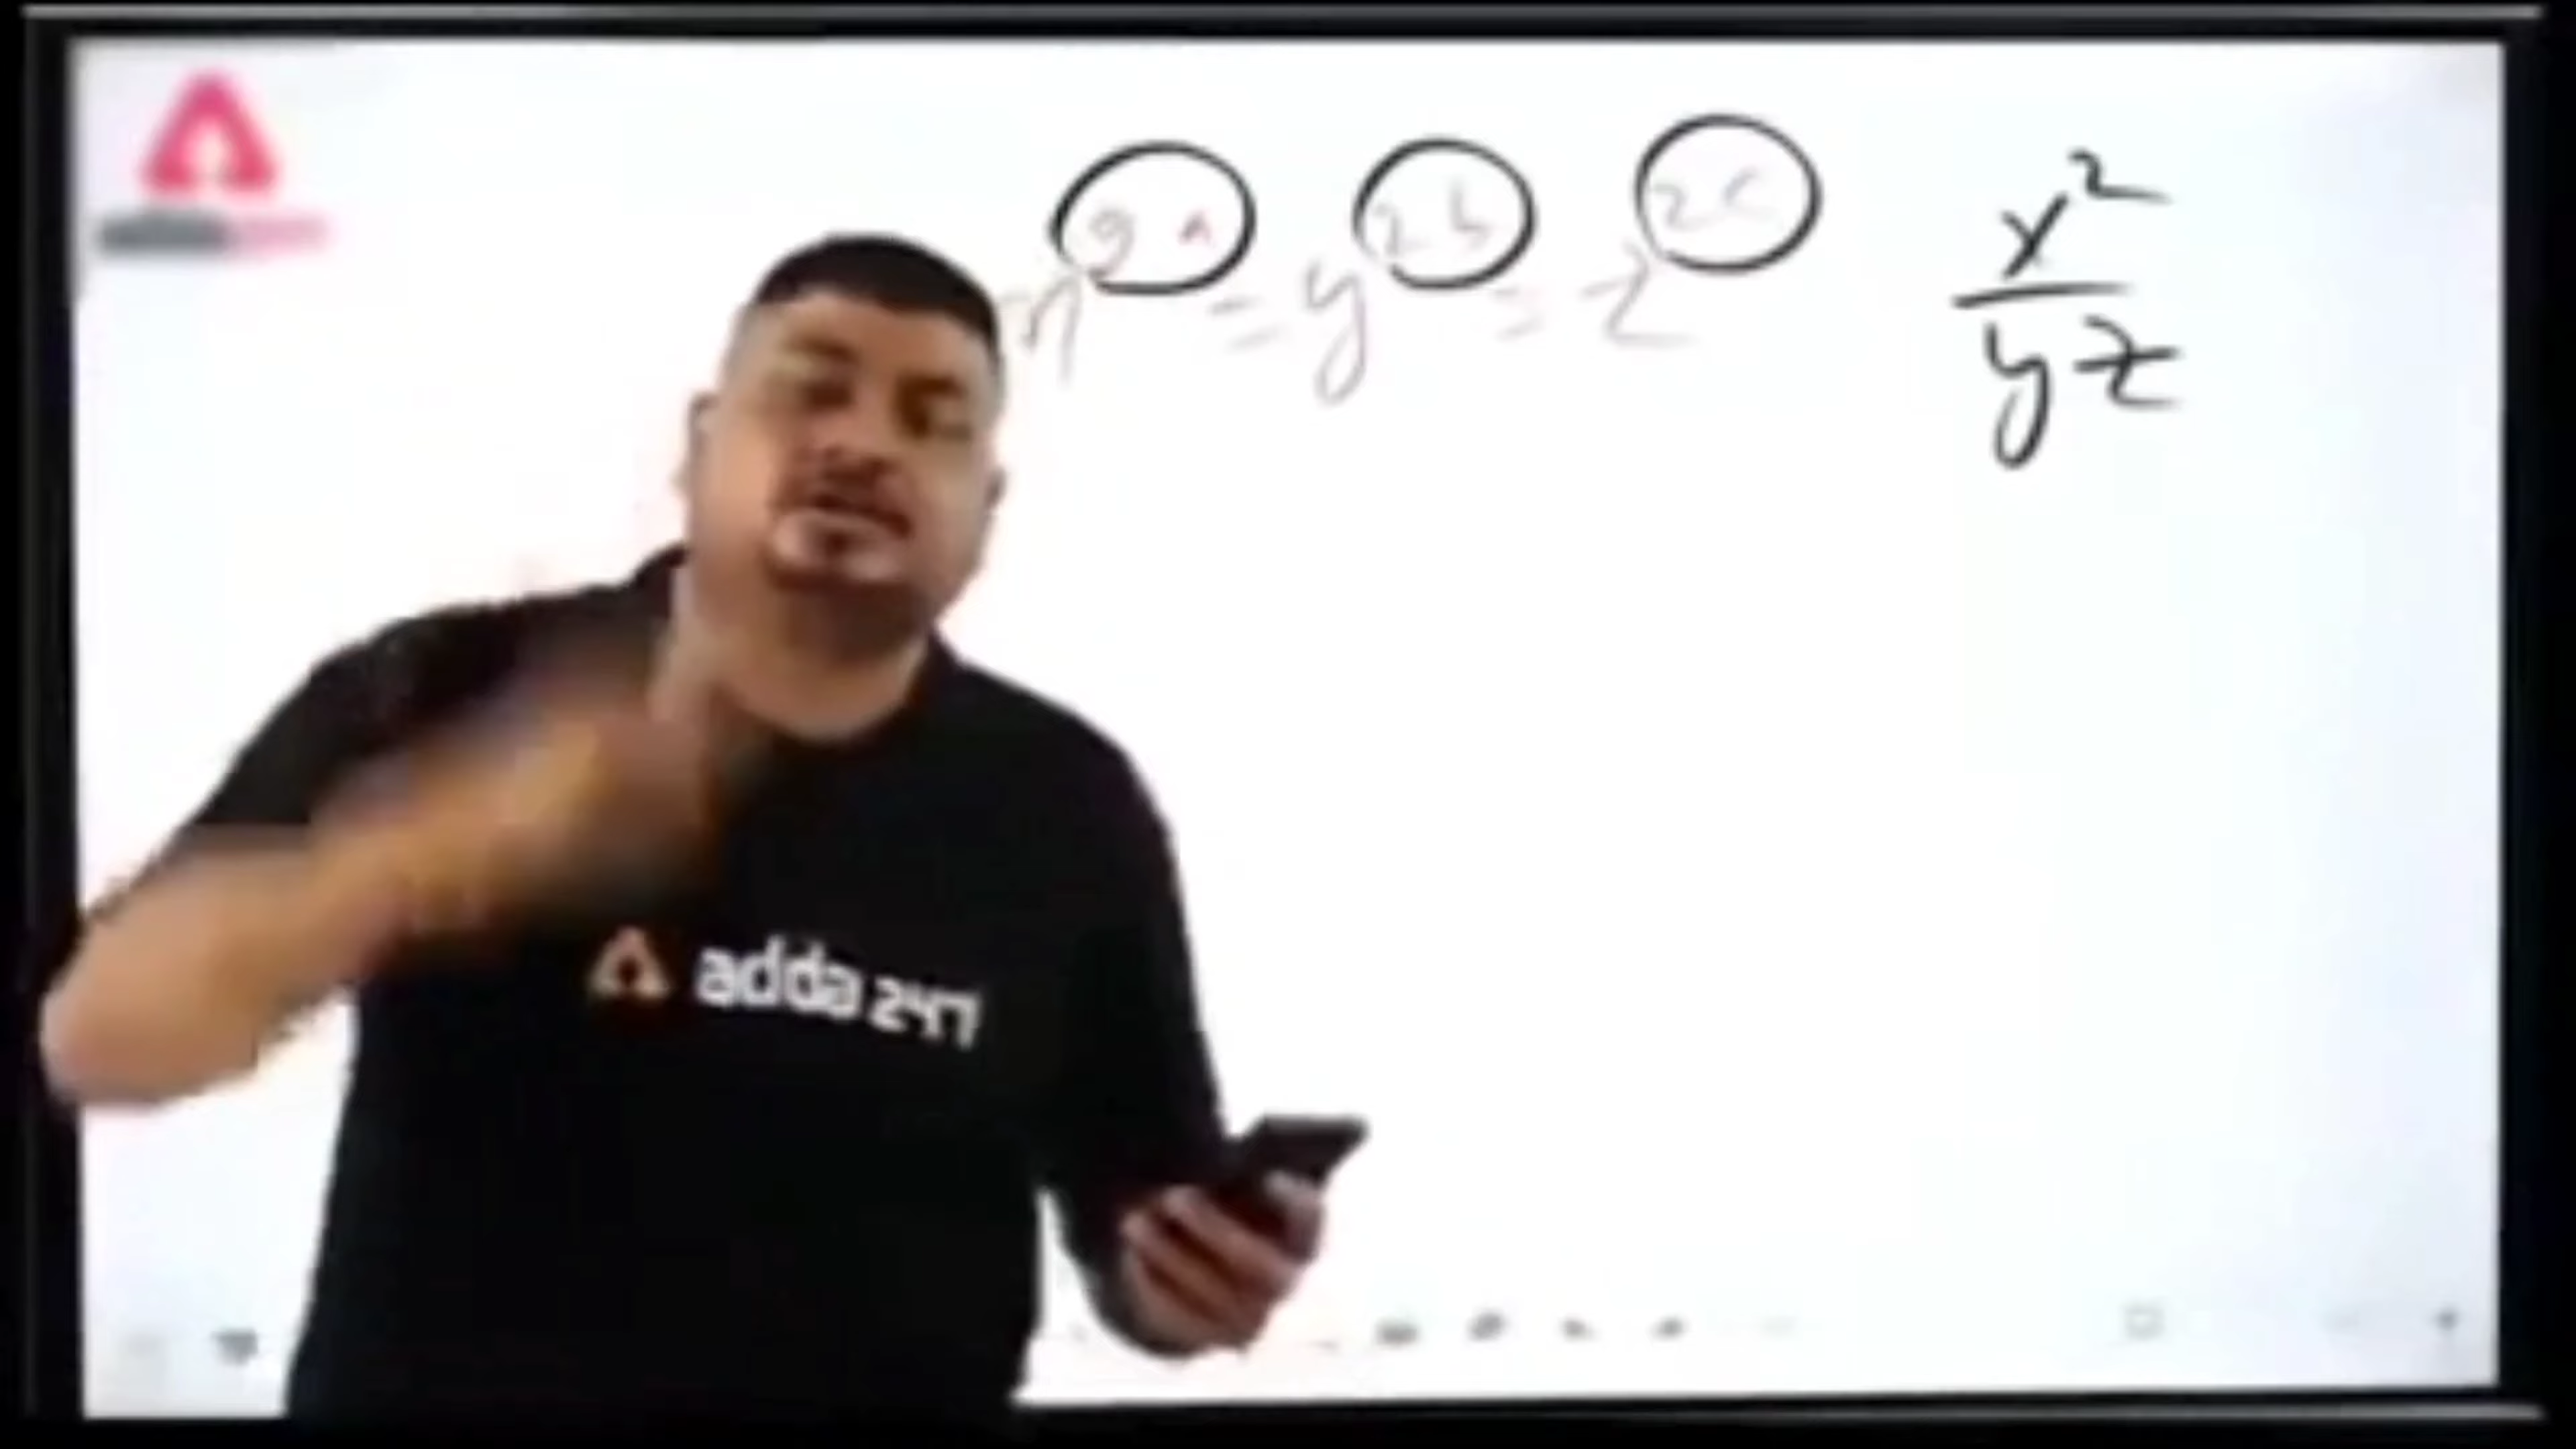 x^{2a} = y^{2b} = z^{2c}
x^2
yz
adda 247